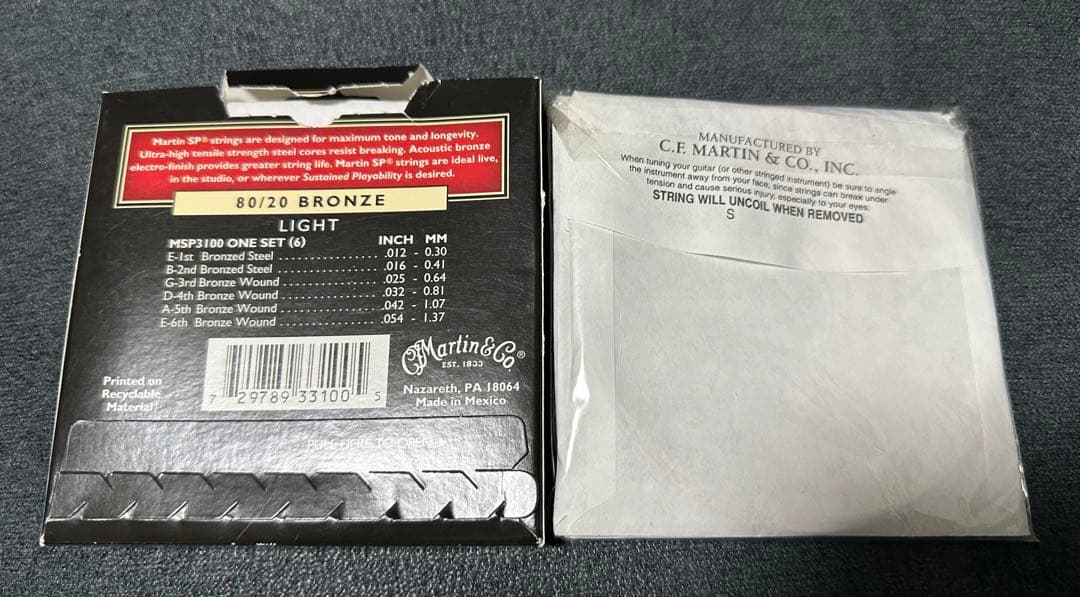 Martin SP® strings are designed for maximum tone and longevity.
Ultra-high tensile strength steel cores resist breaking. Acoustic bronze
electro-finish provides greater string life. Martin SP® strings are ideal live,
in the studio, or wherever Sustained Playability is desired.
80/20 BRONZE
LIGHT
MSP3100 ONE SET (6) INCH MM
E-1st Bronzed Steel .................. .012 - 0.30
B-2nd Bronzed Steel .................. .016 - 0.41
G-3rd Bronze Wound .................. .025 - 0.64
D-4th Bronze Wound .................. .032 - 0.81
A-5th Bronze Wound .................. .042 - 1.07
E-6th Bronze Wound .................. .054 - 1.37
CF Martin & Co®
EST. 1833
Printed on
Recyclable
Material
7 29789 33100 5
Nazareth, PA 18064
Made in Mexico
PULL HERE TO OPEN
MANUFACTURED BY
C.F. MARTIN & CO., INC.
When tuning your guitar (or other stringed instrument) be sure to angle
the instrument away from your face, since strings can break under
tension and cause serious injury, especially to your eyes.
STRING WILL UNCOIL WHEN REMOVED
S